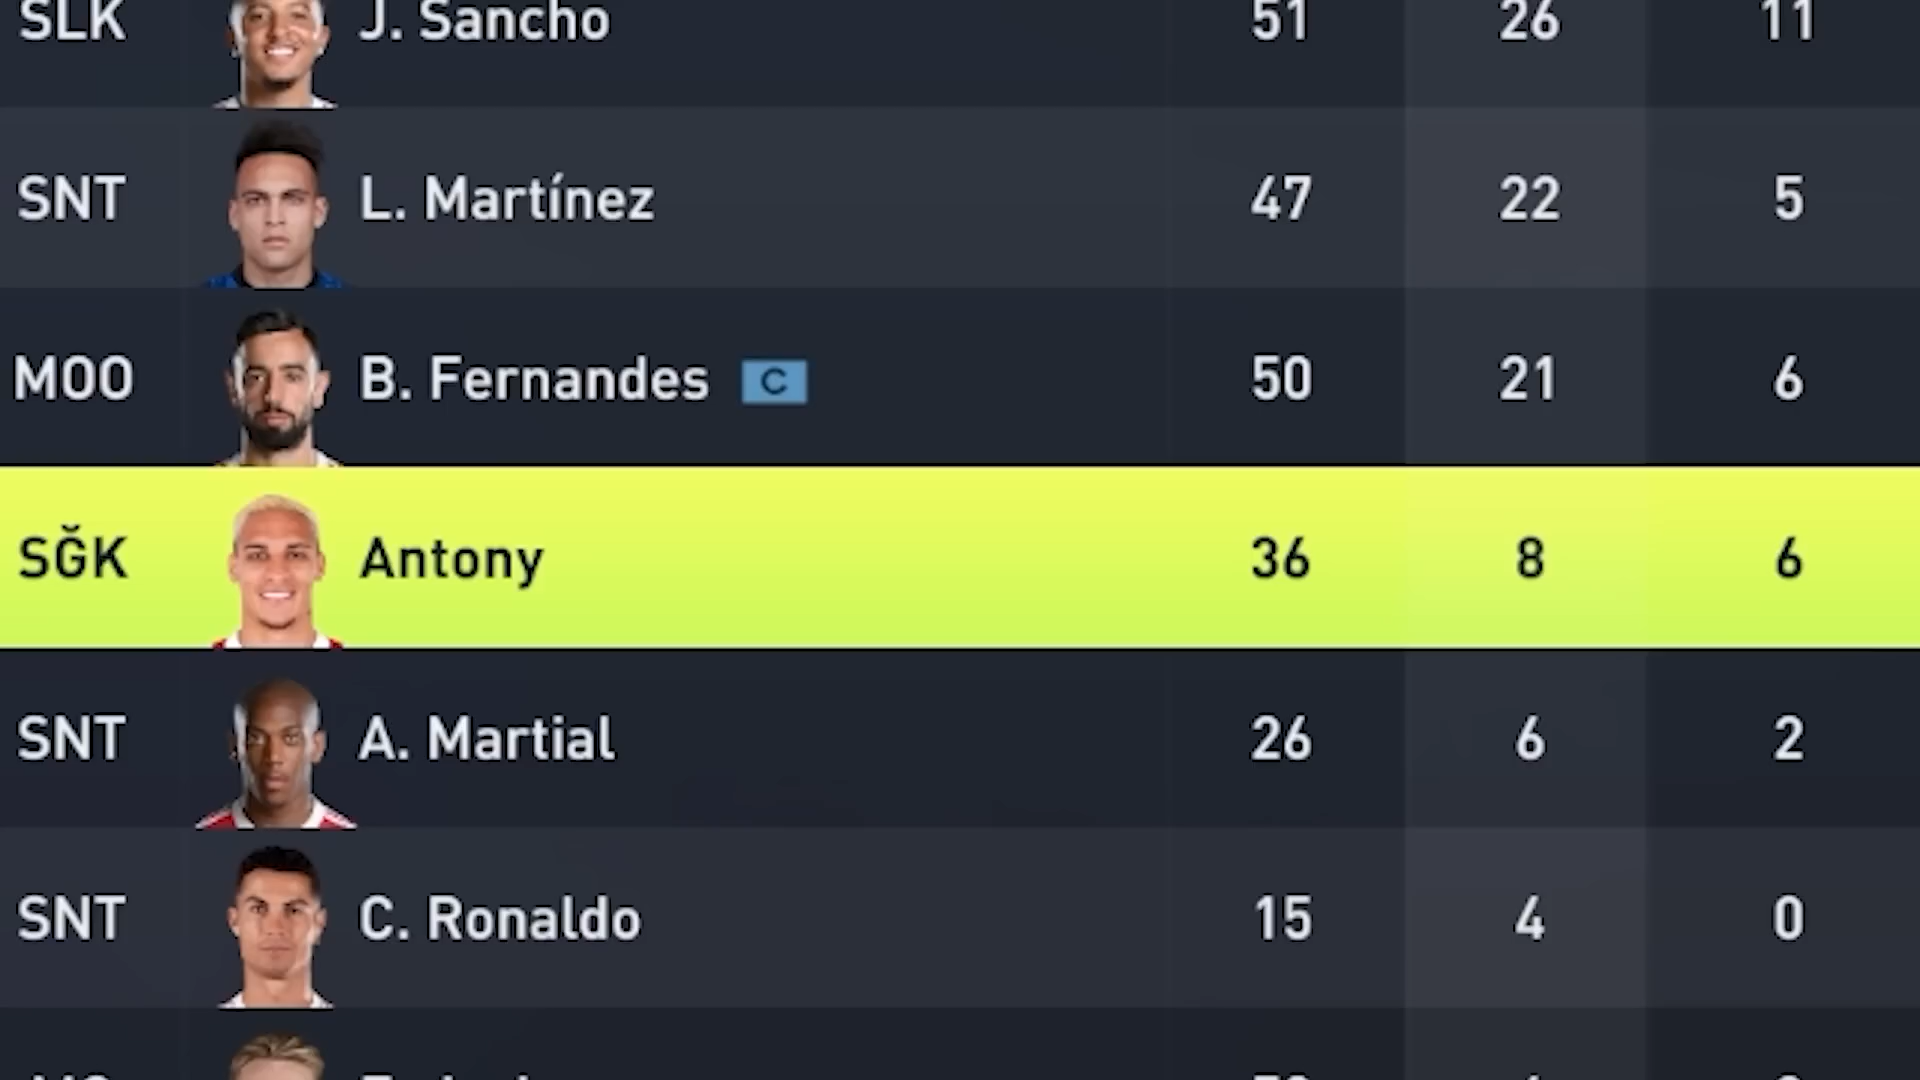 SLK J. Sancho 51 26 11
SNT L. Martínez 47 22 5
MOO B. Fernandes C 50 21 6
SĞK Antony 36 8 6
SNT A. Martial 26 6 2
SNT C. Ronaldo 15 4 0